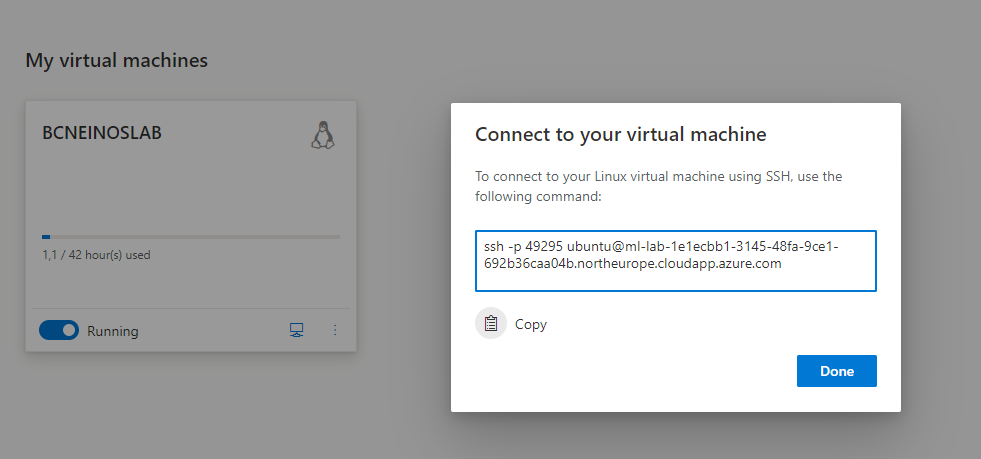 My virtual machines
BCNEINOSLAB
1,1 / 42 hour(s) used
Running
Connect to your virtual machine
To connect to your Linux virtual machine using SSH, use the
following command:
ssh -p 49295 ubuntu@ml-lab-1e1ecbb1-3145-48fa-9ce1-
692b36caa04b.northeurope.cloudapp.azure.com
Copy
Done